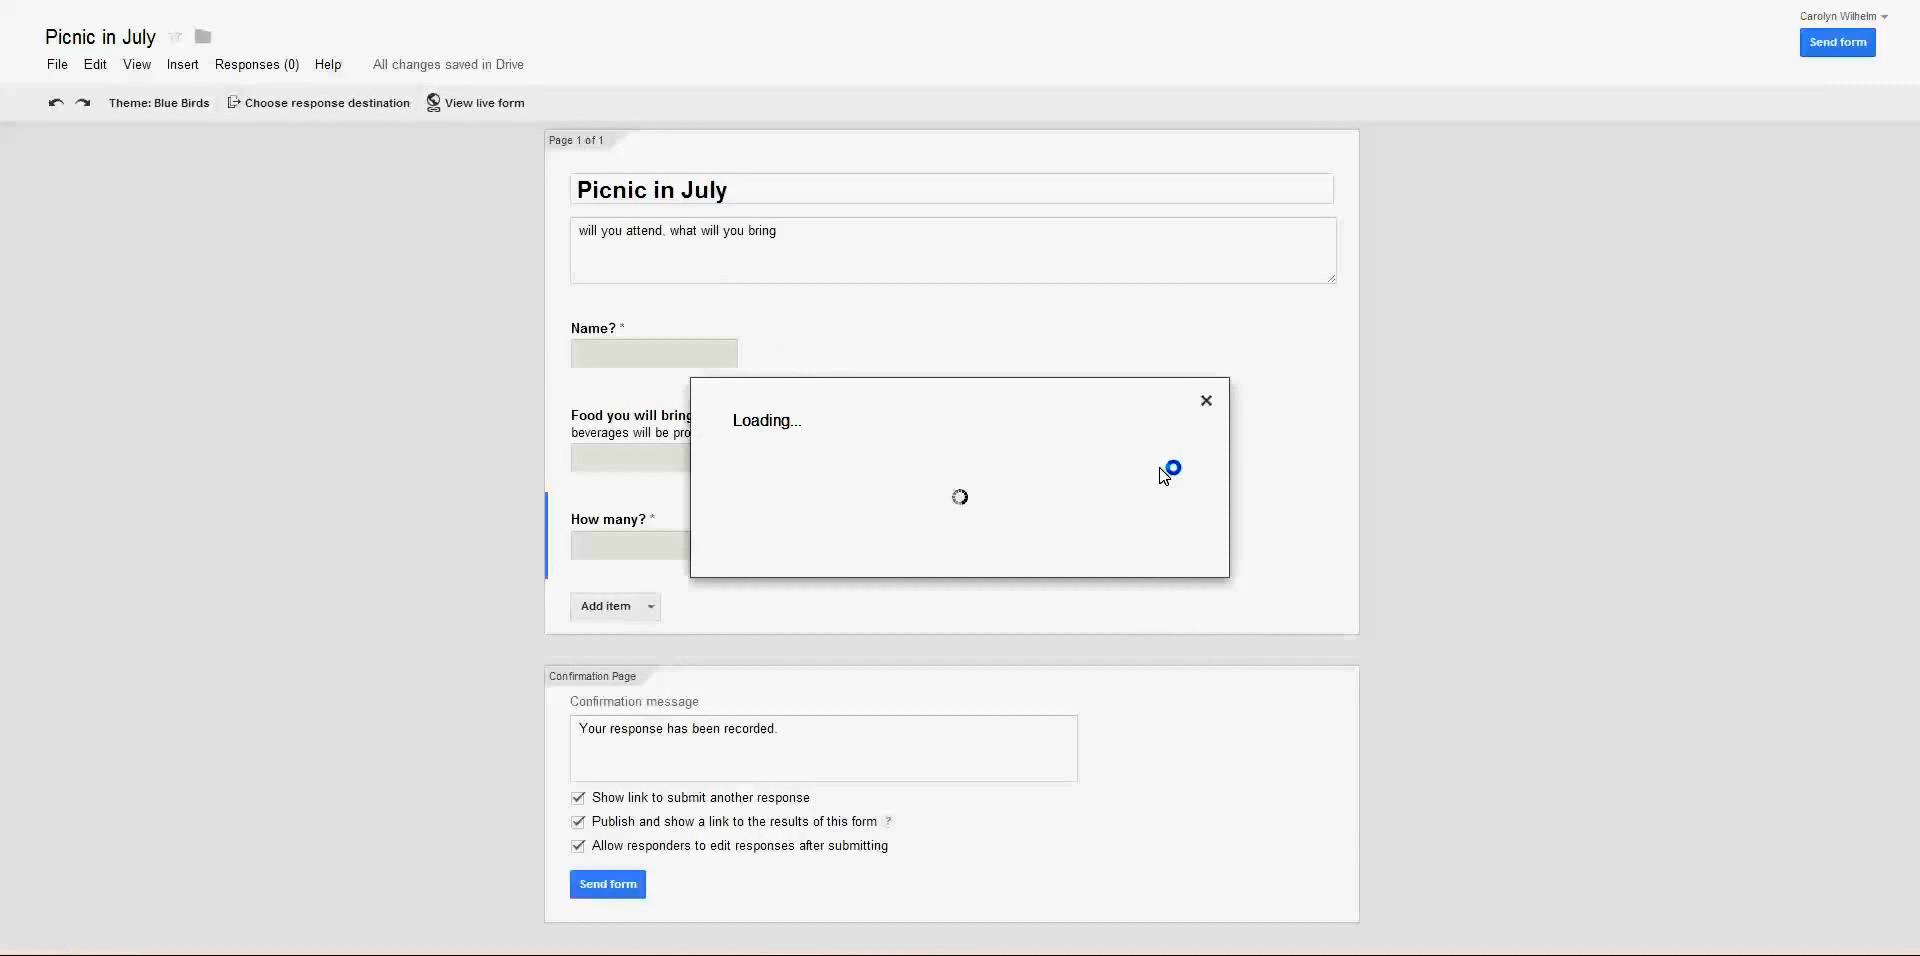 Carolyn Wilhelm
Picnic in July
Send form
File Edit View Insert Responses (0) Help All changes saved in Drive
Theme: Blue Birds Choose response destination View live form
Page 1 of 1
Picnic in July
will you attend, what will you bring
Name? *
Food you will bring
beverages will be pro
Loading...
How many? *
Add item
Confirmation Page
Confirmation message
Your response has been recorded.
Show link to submit another response
Publish and show a link to the results of this form ?
Allow responders to edit responses after submitting
Send form